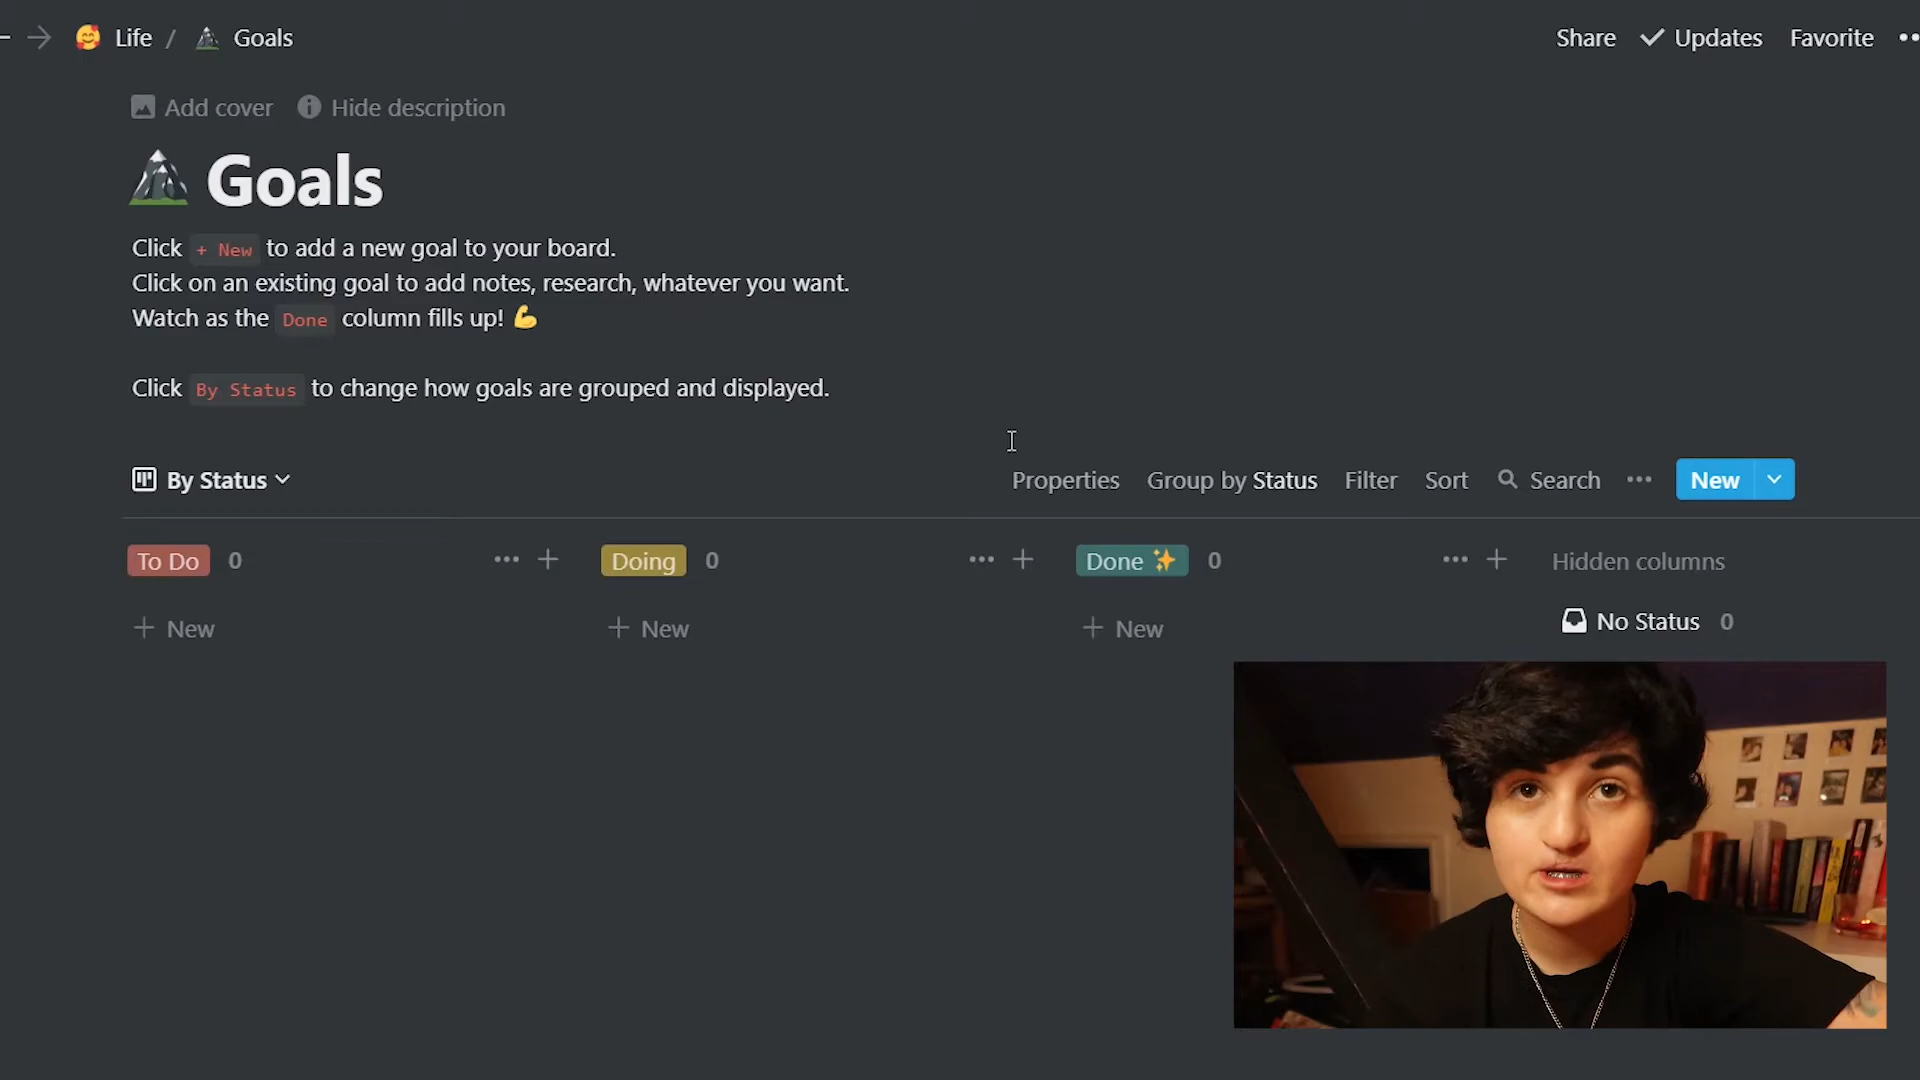 Life / Goals
Share Updates Favorite
Add cover Hide description
Goals
Click + New to add a new goal to your board.
Click on an existing goal to add notes, research, whatever you want.
Watch as the Done column fills up! 💪
Click By Status to change how goals are grouped and displayed.
By Status Properties Group by Status Filter Sort Search New
To Do 0 Doing 0 Done ✨ 0 Hidden columns
+ New + New + New No Status 0